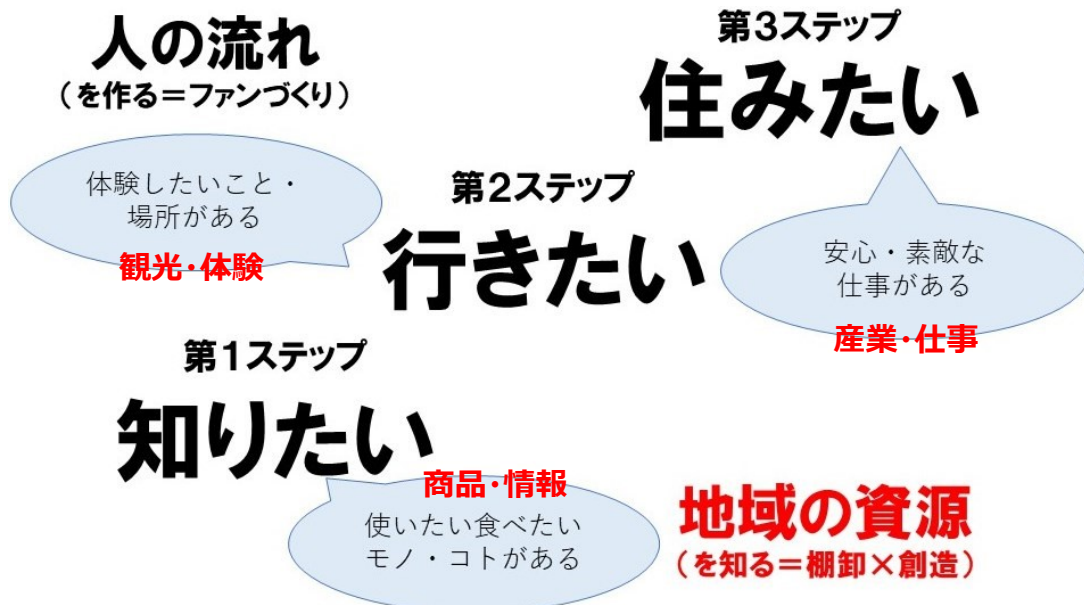 人の流れ
（を作る＝ファンづくり）
第3ステップ
住みたい
体験したいこと・
場所がある
観光・体験
第2ステップ
行きたい
安心・素敵な
仕事がある
産業・仕事
第1ステップ
知りたい
商品・情報
使いたい食べたい
モノ・コトがある
地域の資源
（を知る＝棚卸×創造）